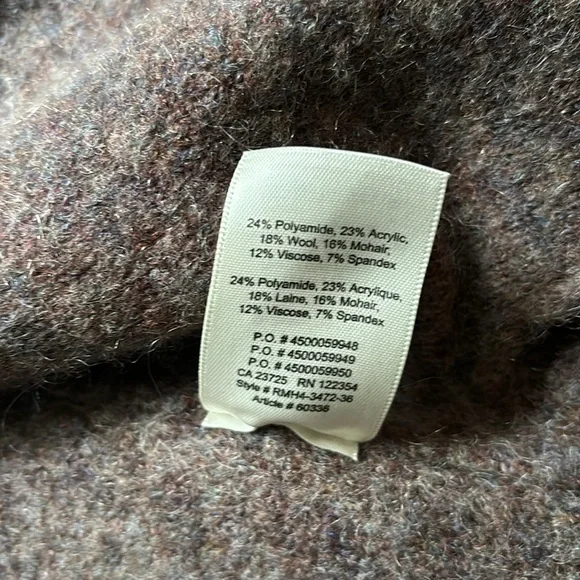 24% Polyamide, 23% Acrylic,
18% Wool, 16% Mohair,
12% Viscose, 7% Spandex
24% Polyamide, 23% Acrylique,
18% Laine, 16% Mohair,
12% Viscose, 7% Spandex
P.O. # 4500059948
P.O. # 4500059949
P.O. # 4500059950
CA 23725 RN 122354
Style # RMH4-3472-36
Article # 60336